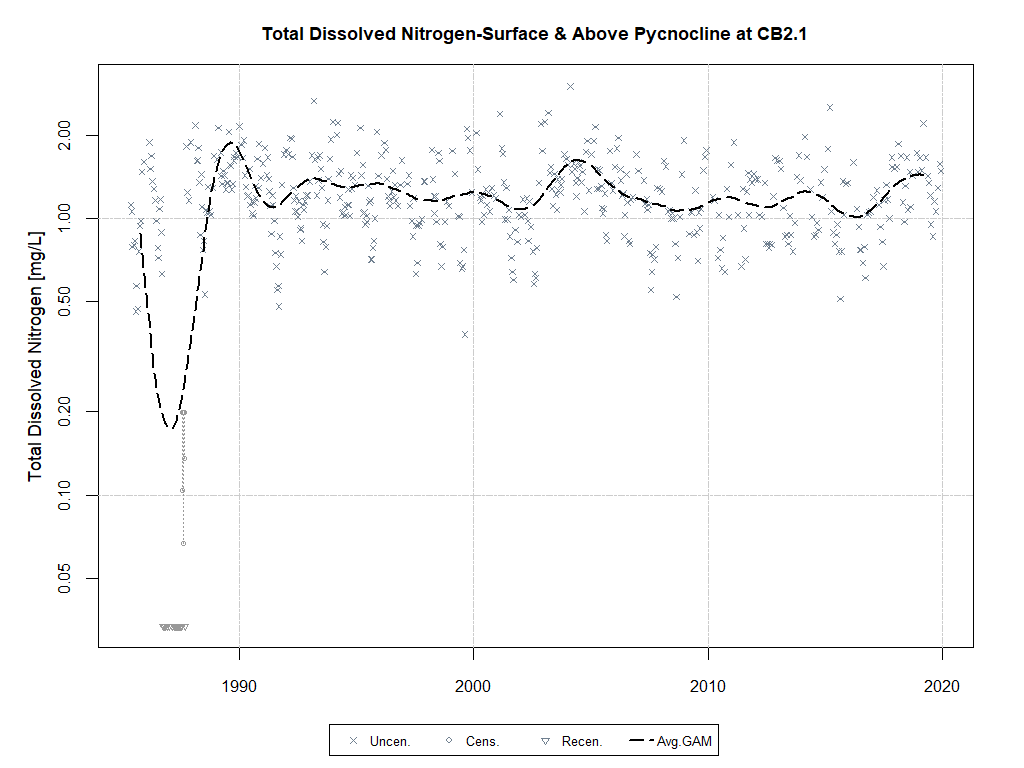 Total Dissolved Nitrogen-Surface & Above Pycnocline at CB2.1
Total Dissolved Nitrogen [mg/L]
2.00
1.00
0.50
0.20
0.10
0.05
1990 2000 2010 2020
Uncen. Cens. Recen. Avg.GAM